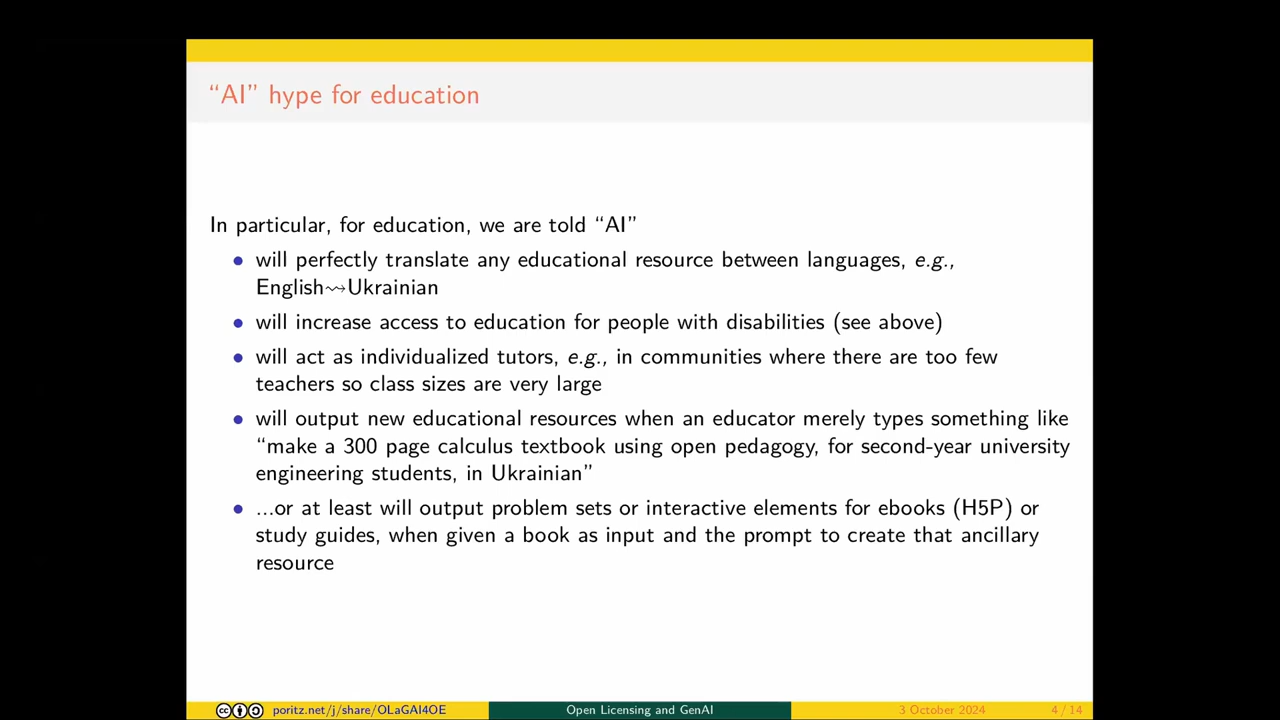 “AI” hype for education
In particular, for education, we are told “AI”
• will perfectly translate any educational resource between languages, e.g.,
English⇝Ukrainian
• will increase access to education for people with disabilities (see above)
• will act as individualized tutors, e.g., in communities where there are too few
teachers so class sizes are very large
• will output new educational resources when an educator merely types something like
“make a 300 page calculus textbook using open pedagogy, for second-year university
engineering students, in Ukrainian”
• ...or at least will output problem sets or interactive elements for ebooks (H5P) or
study guides, when given a book as input and the prompt to create that ancillary
resource
poritz.net/j/share/OLaGAI4OE Open Licensing and GenAI 3 October 2024 4 / 14